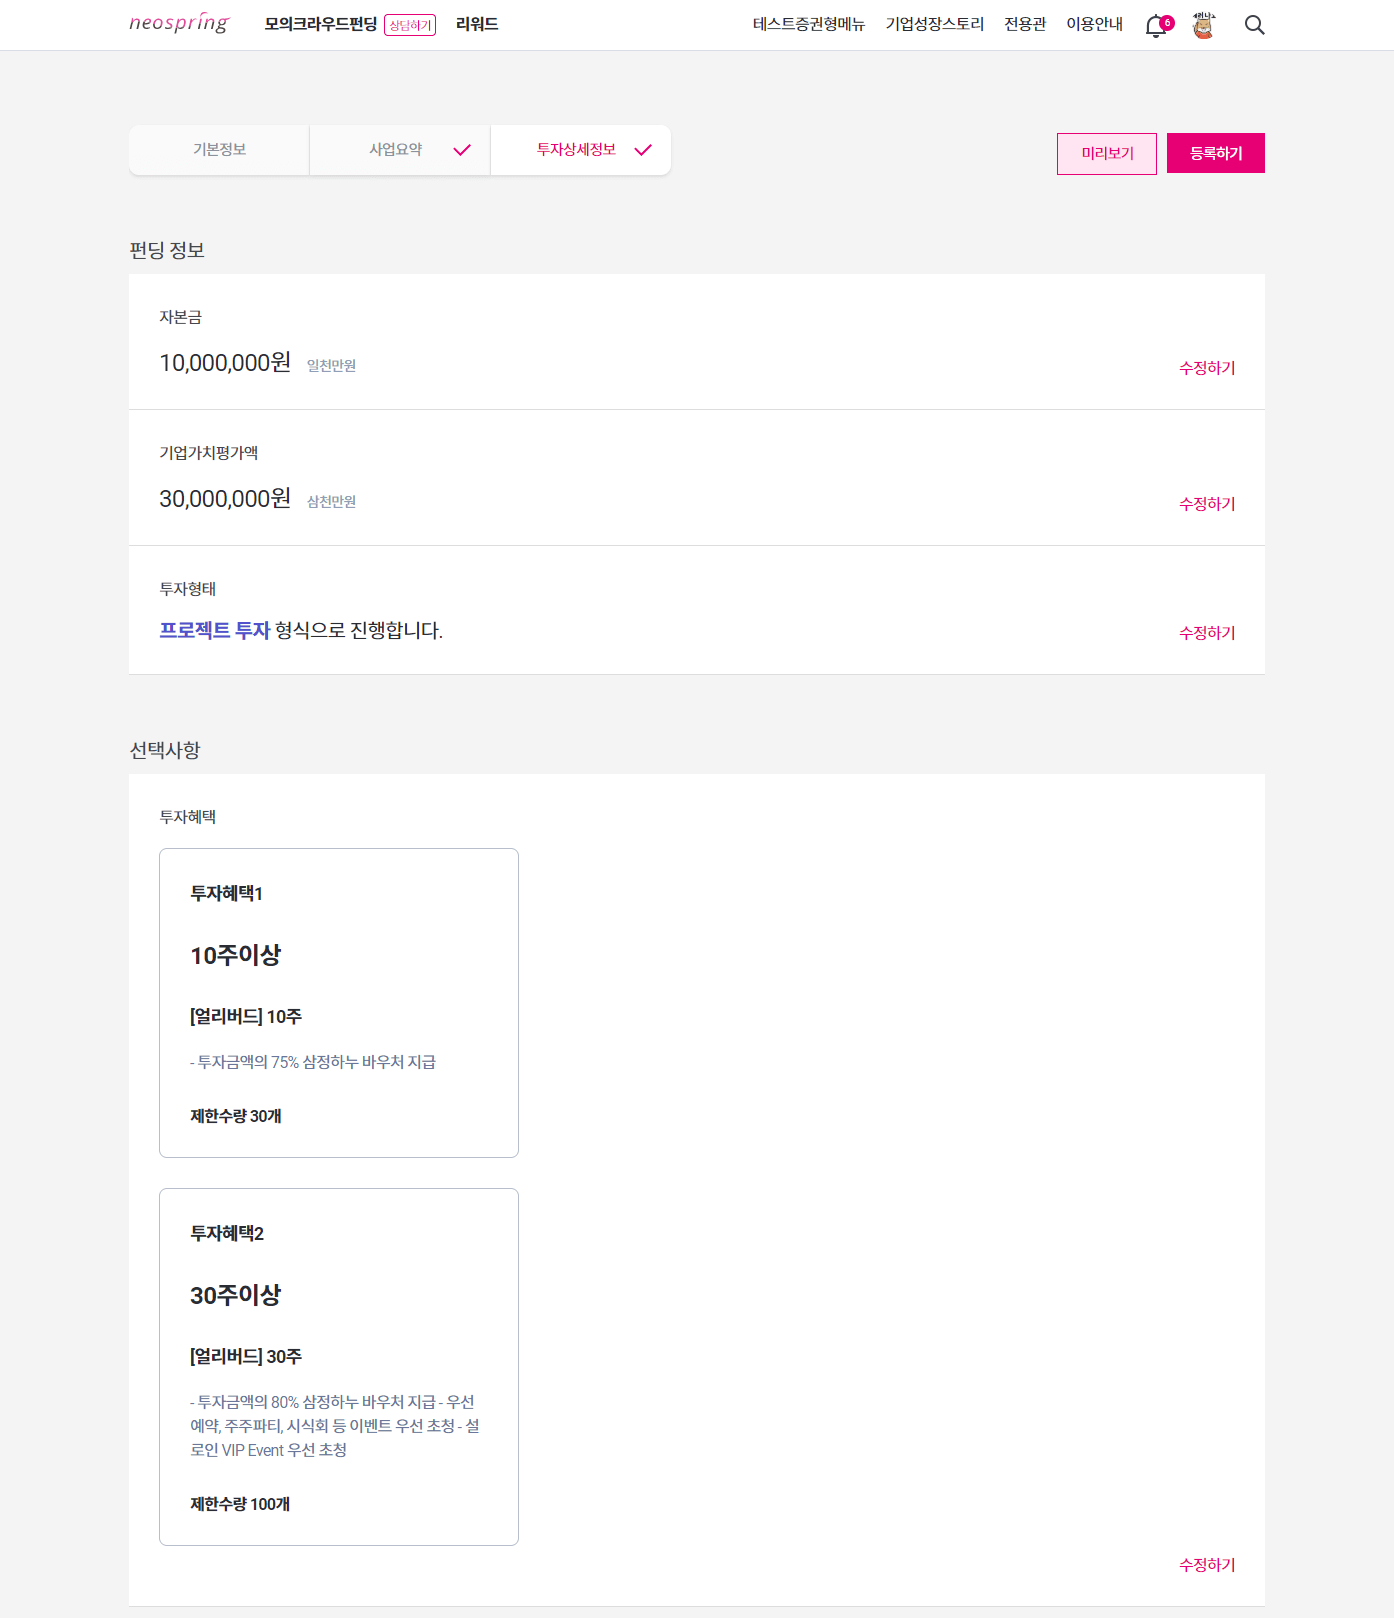 neospring 모의크라우드펀딩 상담하기 리워드 테스트증권형메뉴 기업성장스토리 전용관 이용안내 6
기본정보 사업요약 투자상세정보 미리보기 등록하기
펀딩 정보
자본금
10,000,000원 일천만원
수정하기
기업가치평가액
30,000,000원 삼천만원
수정하기
투자형태
프로젝트 투자 형식으로 진행합니다.
수정하기
선택사항
투자혜택
투자혜택1
10주이상
[얼리버드] 10주
- 투자금액의 75% 삼정하누 바우처 지급
제한수량 30개
투자혜택2
30주이상
[얼리버드] 30주
- 투자금액의 80% 삼정하누 바우처 지급 - 우선
예약, 주주파티, 시식회 등 이벤트 우선 초청 - 설
로인 VIP Event 우선 초청
제한수량 100개
수정하기